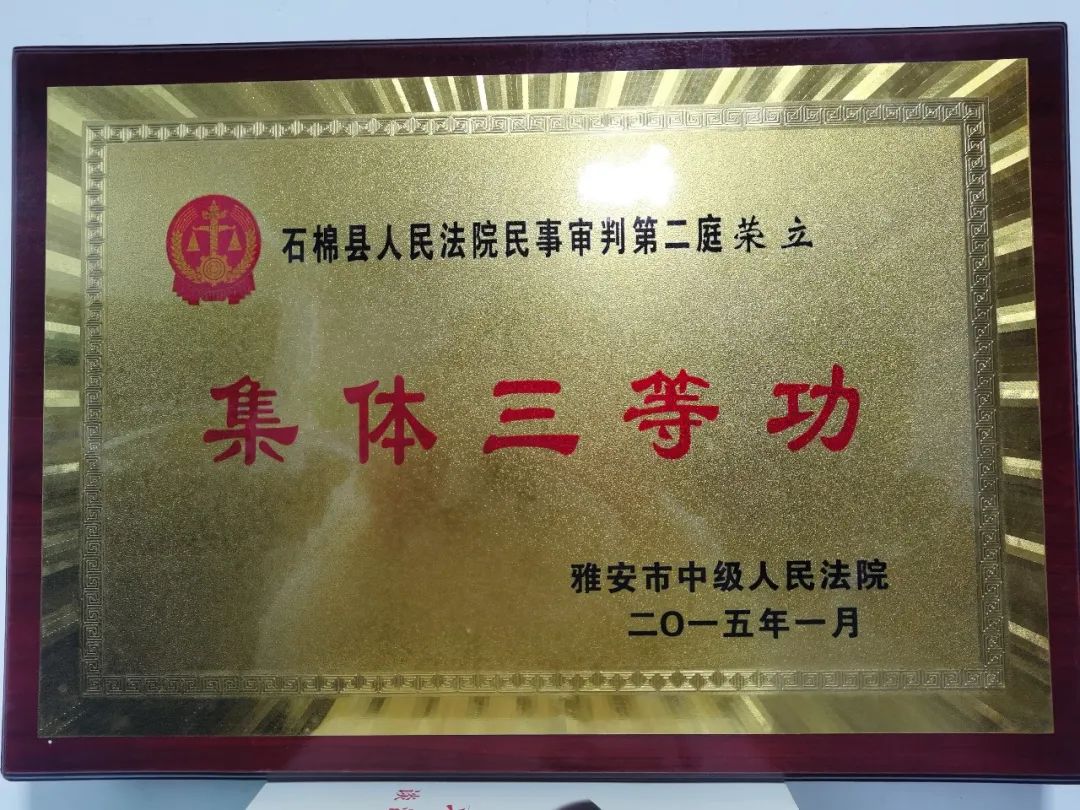 石棉县人民法院民事审判第二庭荣立
集体三等功
雅安市中级人民法院
二〇一五年一月
谈